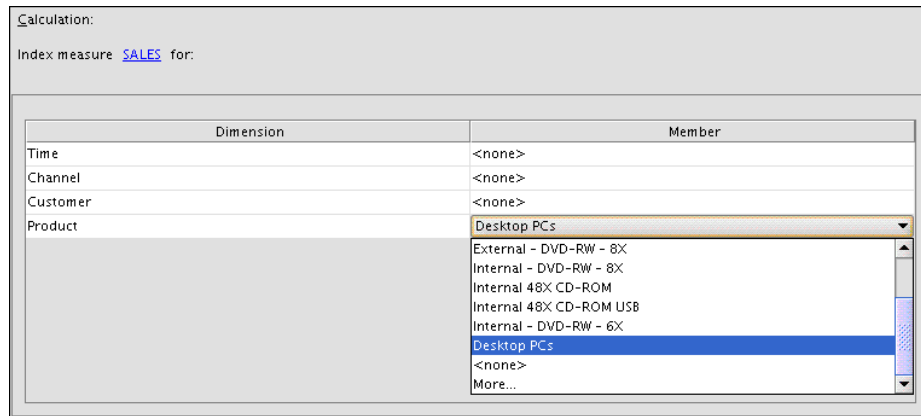 Calculation:
Index measure SALES for:
Dimension Member
Time <none>
Channel <none>
Customer <none>
Product Desktop PCs
External - DVD-RW - 8X
Internal - DVD-RW - 8X
Internal 48X CD-ROM
Internal 48X CD-ROM USB
Internal - DVD-RW - 6X
Desktop PCs
<none>
More...